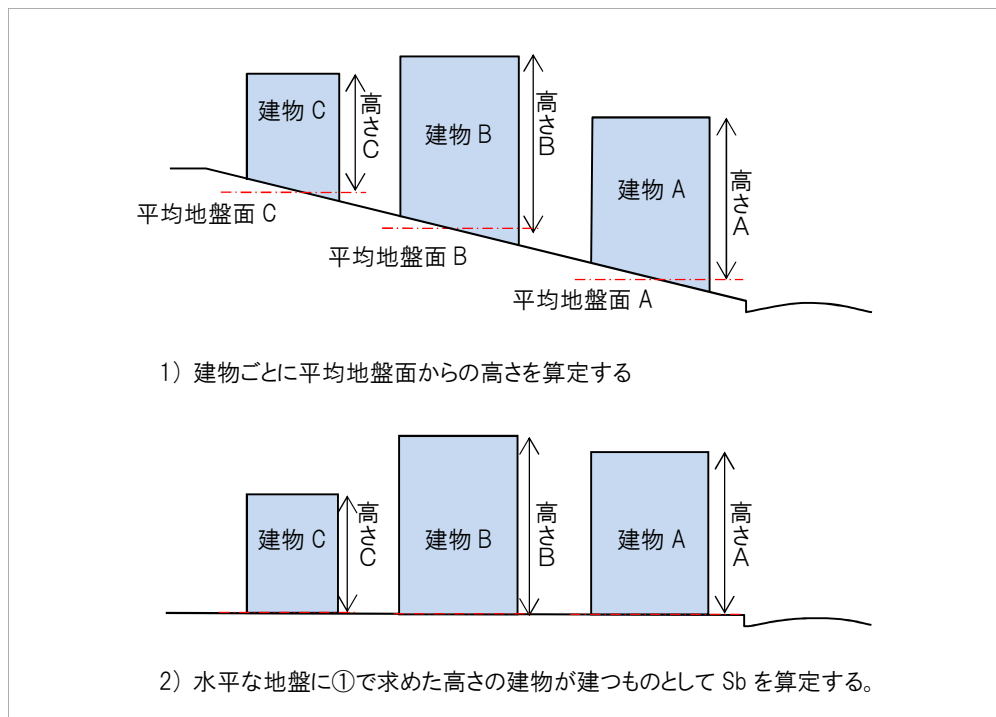 建物 C
高さC
建物 B
高さB
建物 A
高さA
平均地盤面 C
平均地盤面 B
平均地盤面 A
1) 建物ごとに平均地盤面からの高さを算定する
建物 C
高さC
建物 B
高さB
建物 A
高さA
2) 水平な地盤に①で求めた高さの建物が建つものとして Sb を算定する。